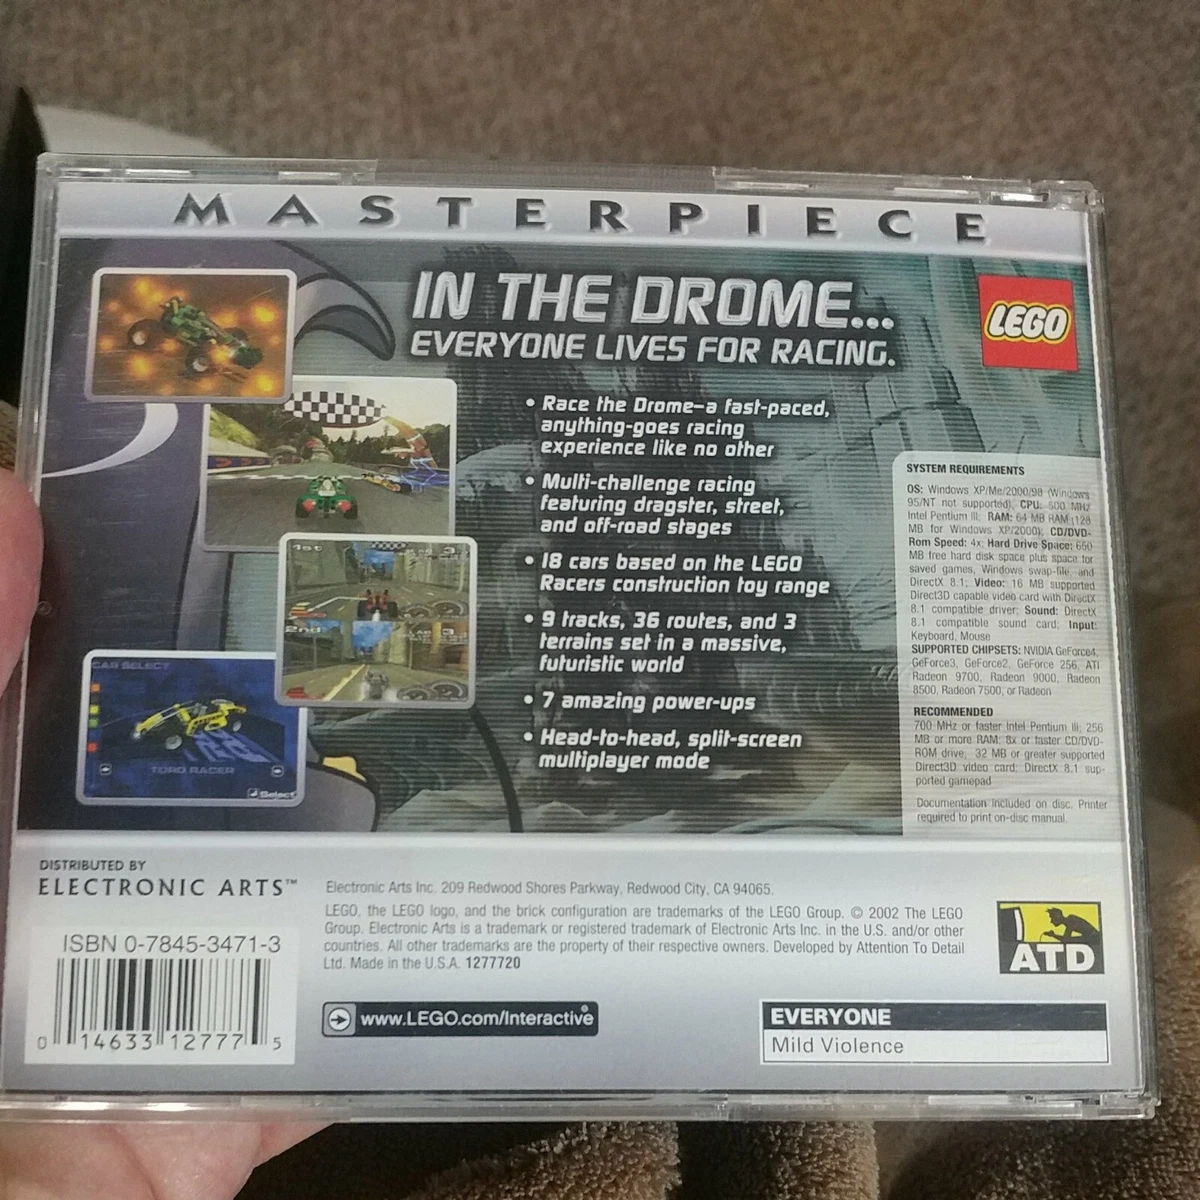 MASTERPIECE
IN THE DROME...
EVERYONE LIVES FOR RACING.
LEGO
• Race the Drome–a fast-paced,
anything-goes racing
experience like no other
• Multi-challenge racing
featuring dragster, street,
and off-road stages
• 18 cars based on the LEGO
Racers construction toy range
• 9 tracks, 36 routes, and 3
terrains set in a massive,
futuristic world
• 7 amazing power-ups
• Head-to-head, split-screen
multiplayer mode
1st
3
2nd
3
CAR SELECT
TORO RACER
Select
SYSTEM REQUIREMENTS
OS: Windows XP/Me/2000/98 (Windows
95/NT not supported); CPU: 500 MHz
Intel Pentium III; RAM: 64 MB RAM (128
MB for Windows XP/2000); CD/DVD-
Rom Speed: 4x; Hard Drive Space: 650
MB free hard disk space plus space for
saved games, Windows swap-file, and
DirectX 8.1; Video: 16 MB supported
Direct3D capable video card with DirectX
8.1 compatible driver; Sound: DirectX
8.1 compatible sound card; Input:
Keyboard, Mouse
SUPPORTED CHIPSETS: NVIDIA GeForce4,
GeForce3, GeForce2, GeForce 256, ATI
Radeon 9700, Radeon 9000, Radeon
8500, Radeon 7500, or Radeon
RECOMMENDED
700 MHz or faster Intel Pentium III; 256
MB or more RAM; 8x or faster CD/DVD-
ROM drive; 32 MB or greater supported
Direct3D video card; DirectX 8.1 sup-
ported gamepad
Documentation included on disc. Printer
required to print on-disc manual.
DISTRIBUTED BY
ELECTRONIC ARTS™
ISBN 0-7845-3471-3
0 14633 12777 5
Electronic Arts Inc. 209 Redwood Shores Parkway, Redwood City, CA 94065.
LEGO, the LEGO logo, and the brick configuration are trademarks of the LEGO Group. © 2002 The LEGO
Group. Electronic Arts is a trademark or registered trademark of Electronic Arts Inc. in the U.S. and/or other
countries. All other trademarks are the property of their respective owners. Developed by Attention To Detail
Ltd. Made in the U.S.A. 1277720
www.LEGO.com/Interactive
ATD
EVERYONE
Mild Violence